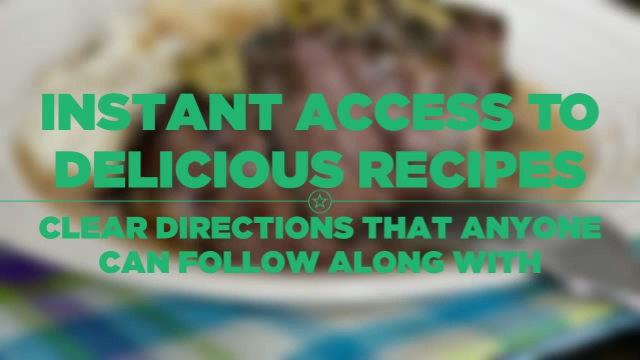 INSTANT ACCESS TO
DELICIOUS RECIPES
CLEAR DIRECTIONS THAT ANYONE
CAN FOLLOW ALONG WITH